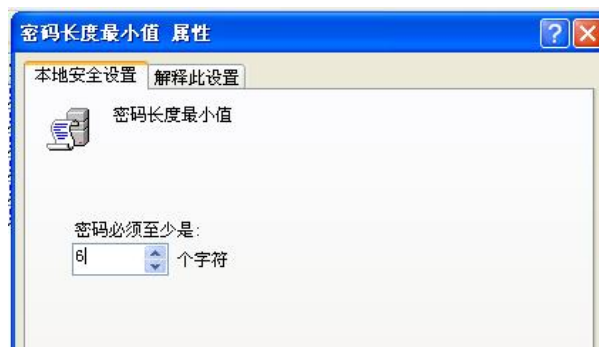 密码长度最小值 属性
本地安全设置 解释此设置
密码长度最小值
密码必须至少是:
6 个字符